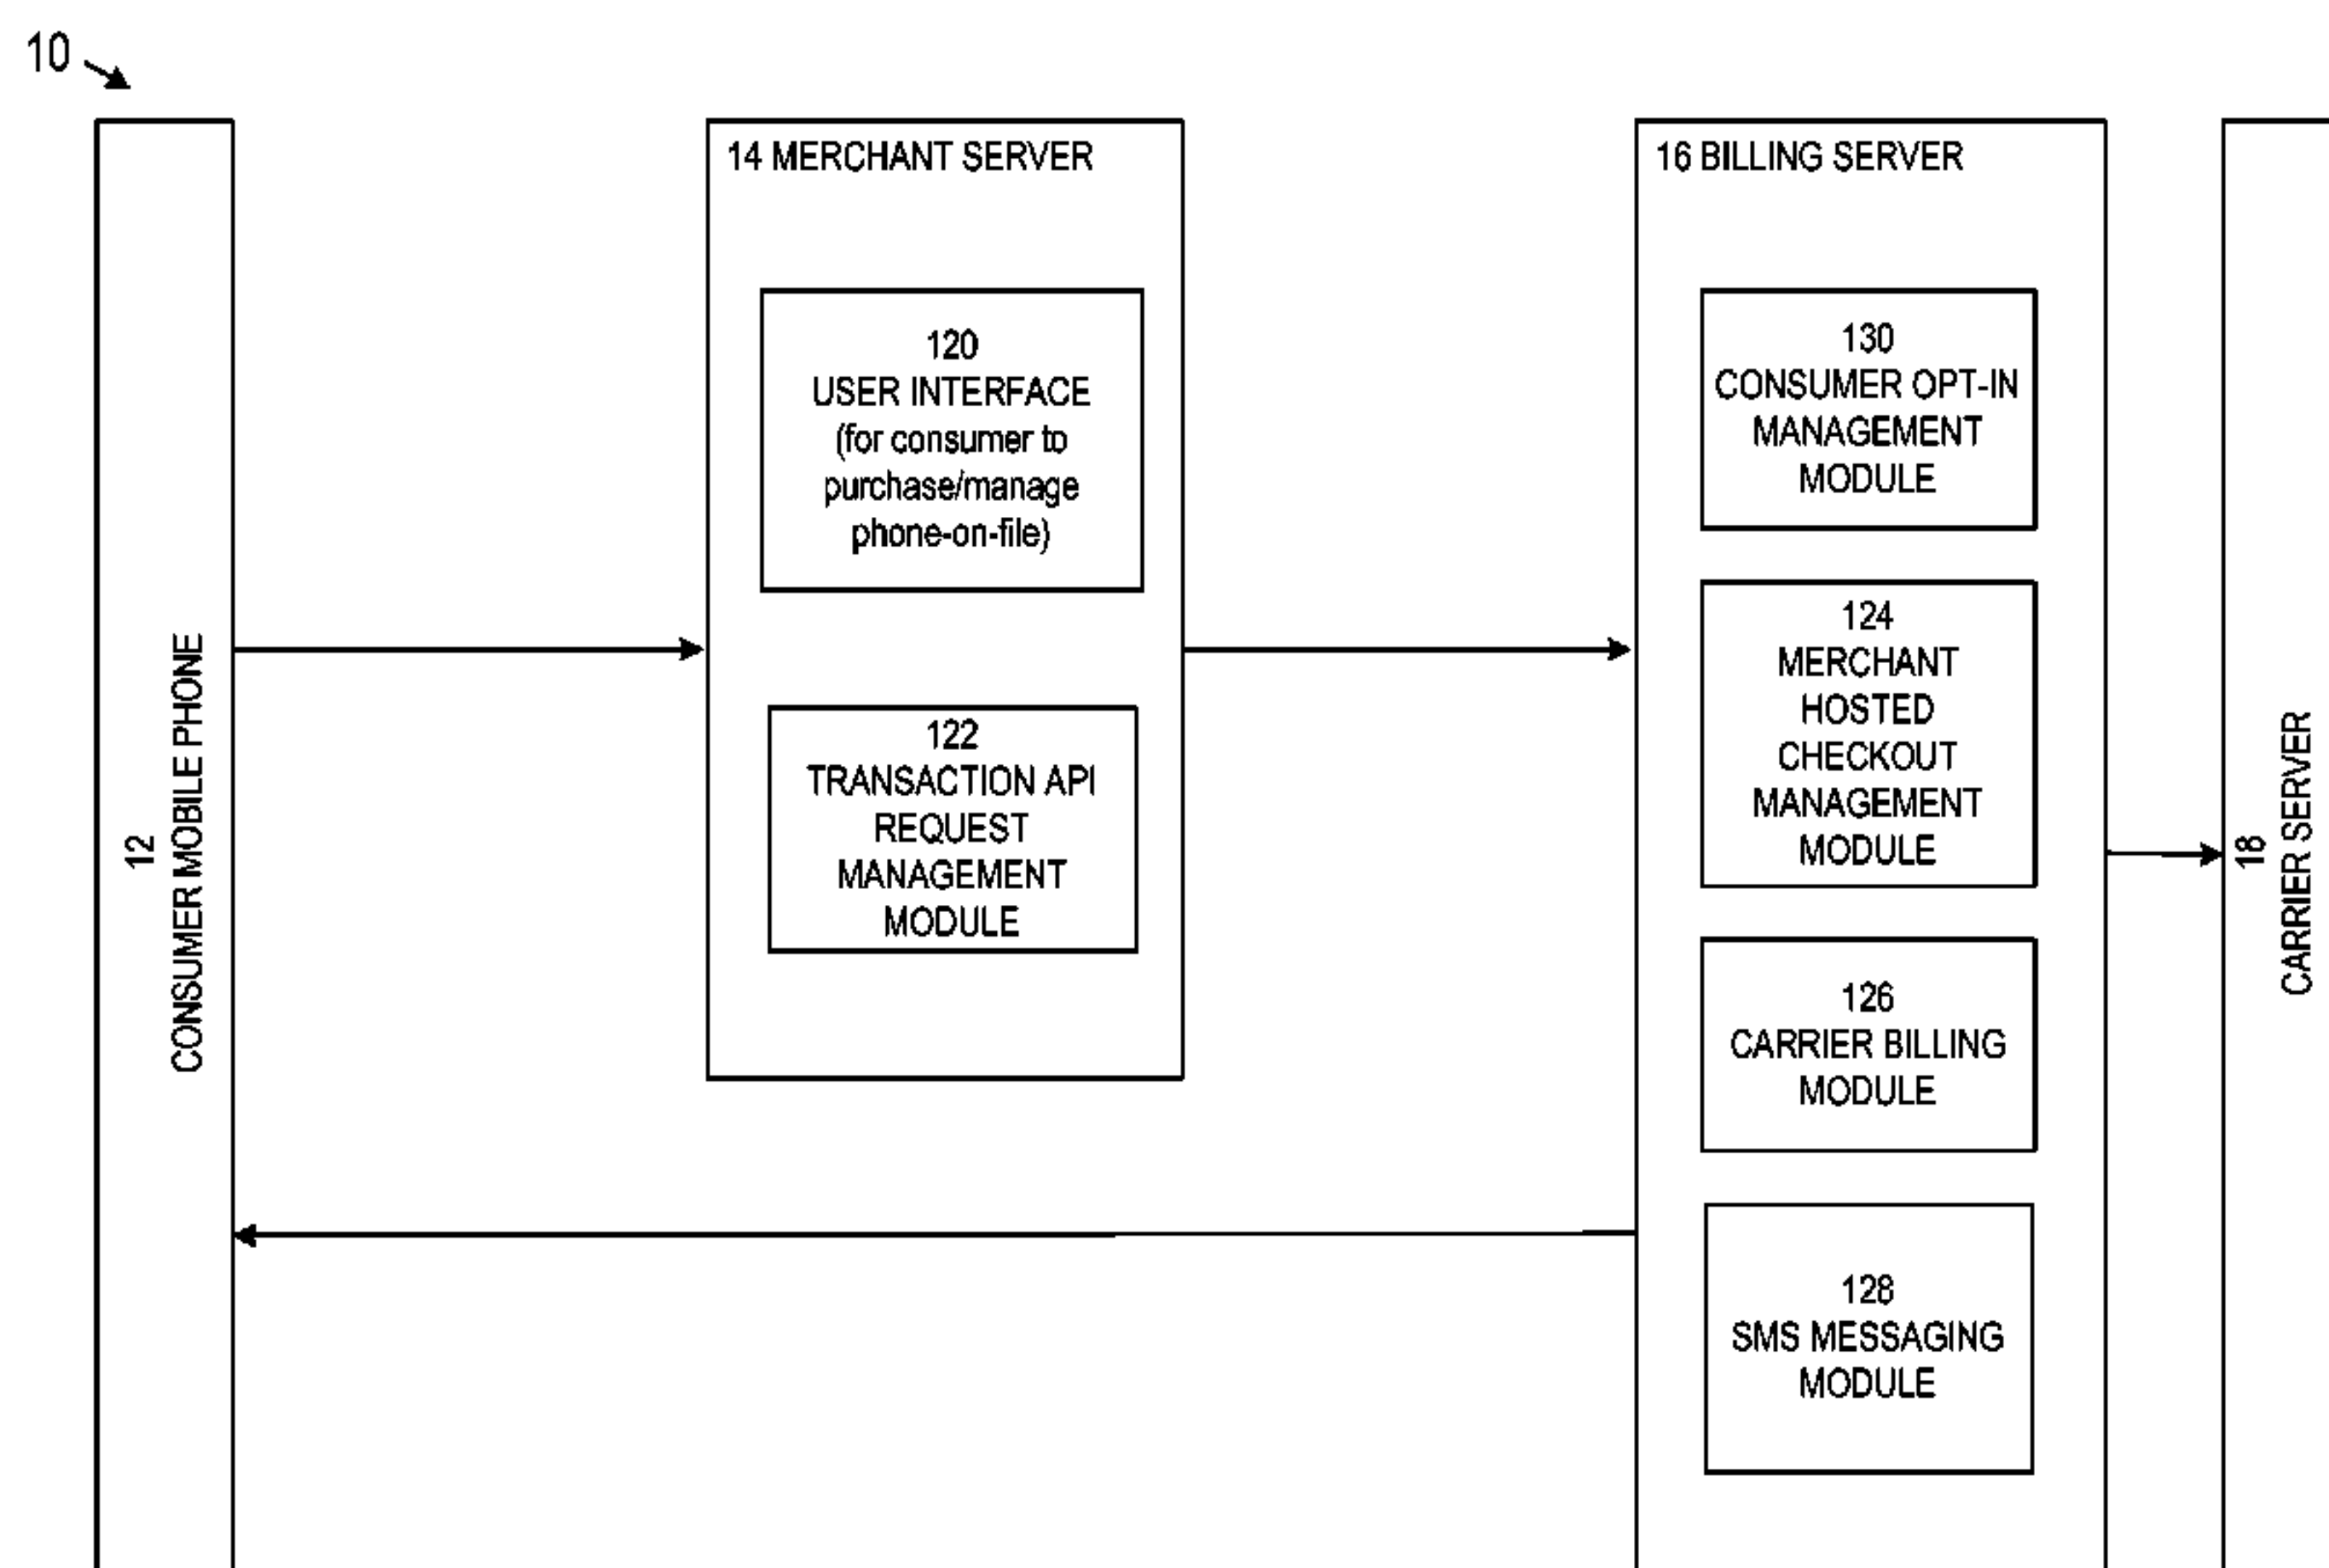 10
12
CONSUMER MOBILE PHONE
14 MERCHANT SERVER
120
USER INTERFACE
(for consumer to
purchase/manage
phone-on-file)
122
TRANSACTION API
REQUEST
MANAGEMENT
MODULE
16 BILLING SERVER
130
CONSUMER OPT-IN
MANAGEMENT
MODULE
124
MERCHANT
HOSTED
CHECKOUT
MANAGEMENT
MODULE
126
CARRIER BILLING
MODULE
128
SMS MESSAGING
MODULE
18
CARRIER SERVER